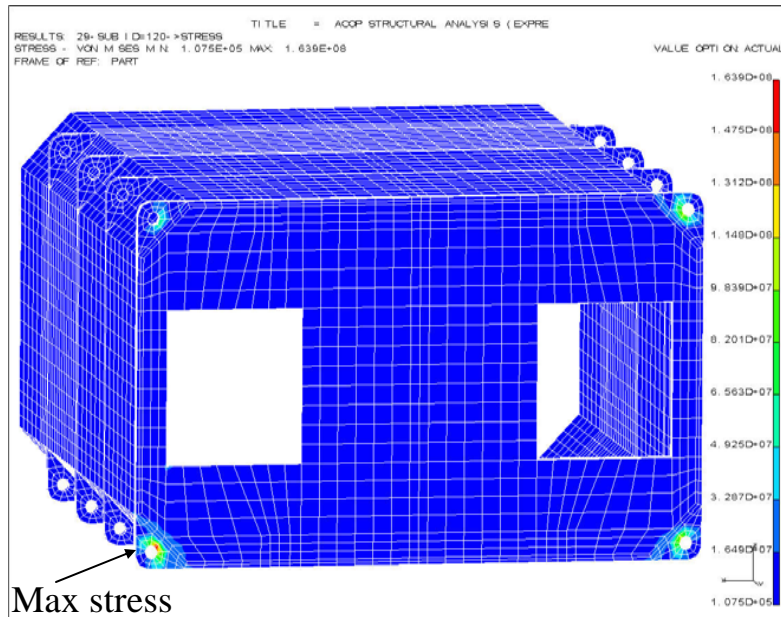 TITLE = ACOP STRUCTURAL ANALYSIS (EXPRE
RESULTS: 29- SUB ID=120->STRESS
STRESS - VON MISES MIN: 1.075E+05 MAX: 1.639E+08
VALUE OPTION: ACTUAL
FRAME OF REF: PART
1.639D+08
1.475D+08
1.312D+08
1.148D+08
9.839D+07
8.201D+07
6.563D+07
4.925D+07
3.287D+07
1.649D+07
1.075D+05
Max stress